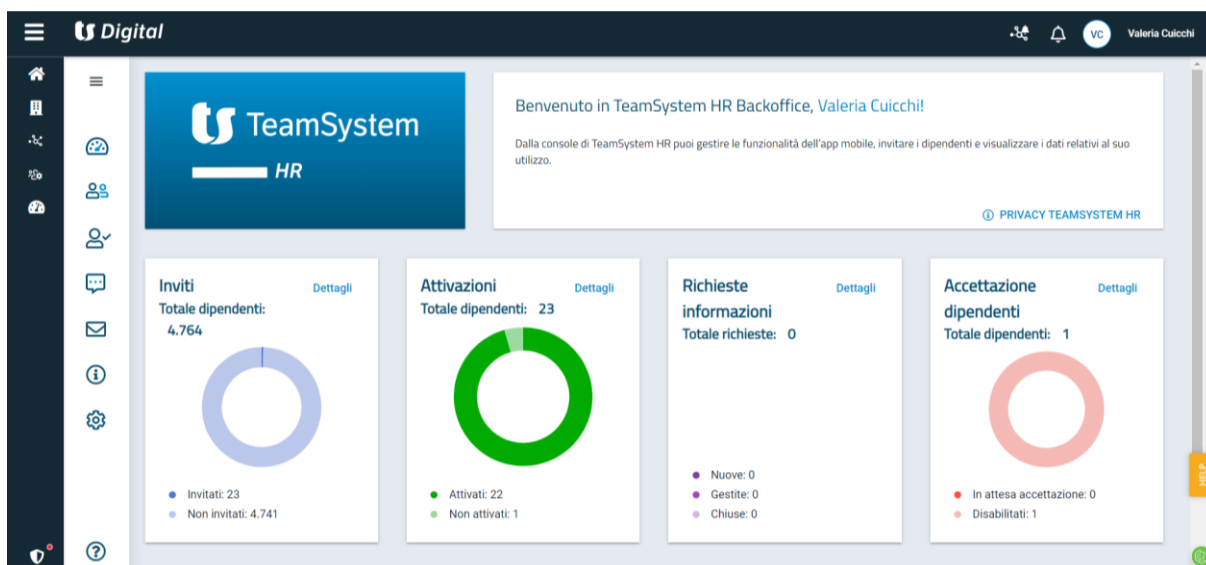 ts Digital
VC
Valeria Cuicchi
TeamSystem
HR
Benvenuto in TeamSystem HR Backoffice, Valeria Cuicchi!
Dalla console di TeamSystem HR puoi gestire le funzionalità dell'app mobile, invitare i dipendenti e visualizzare i dati relativi al suo
utilizzo.
PRIVACY TEAMSYSTEM HR
Inviti
Dettagli
Totale dipendenti:
4.764
Invitati: 23
Non invitati: 4.741
Attivazioni
Dettagli
Totale dipendenti: 23
Attivati: 22
Non attivati: 1
Richieste
informazioni
Dettagli
Totale richieste: 0
Nuove: 0
Gestite: 0
Chiuse: 0
Accettazione
dipendenti
Dettagli
Totale dipendenti: 1
In attesa accettazione: 0
Disabilitati: 1
HELP